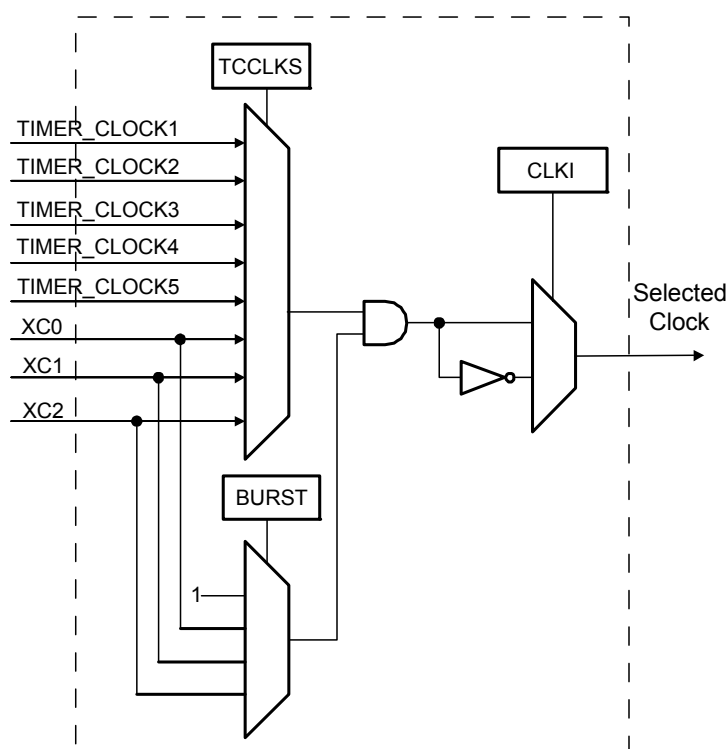 TCCLKS
TIMER_CLOCK1
TIMER_CLOCK2
TIMER_CLOCK3
TIMER_CLOCK4
TIMER_CLOCK5
XC0
XC1
XC2
CLKI
Selected
Clock
BURST
1